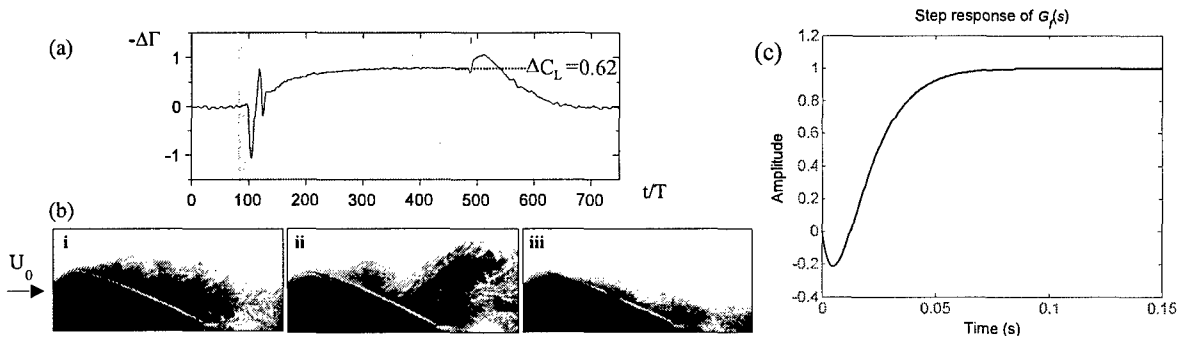 (a)
-ΔΓ
1
0
-1
ΔC_L=0.62
0 100 200 300 400 500 600 700
t/T
(b)
i
ii
iii
U_0
(c)
Step response of G_f(s)
Amplitude
1.2
1
0.8
0.6
0.4
0.2
0
-0.2
-0.4
0 0.05 0.1 0.15
Time (s)